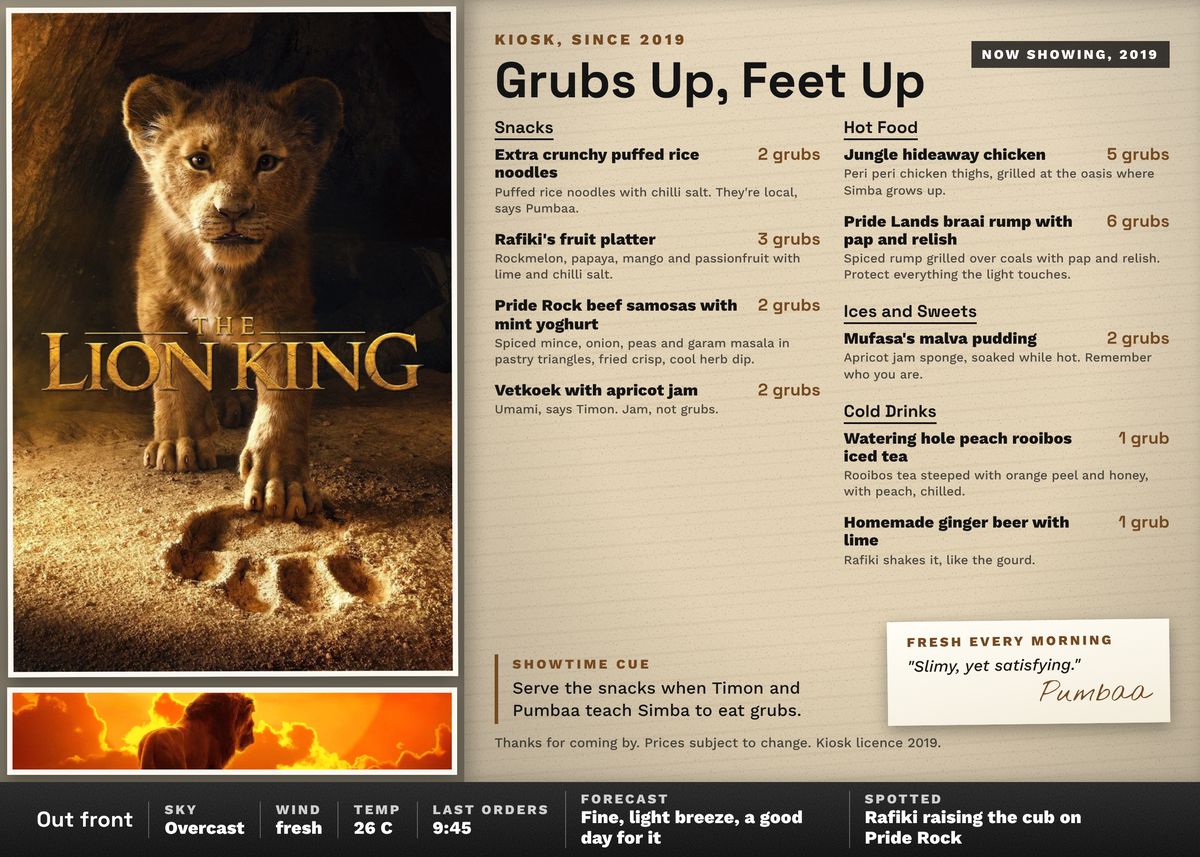 THE
LION KING
KIOSK, SINCE 2019
Grubs Up, Feet Up
NOW SHOWING, 2019
Snacks
Extra crunchy puffed rice
noodles
2 grubs
Puffed rice noodles with chilli salt. They're local,
says Pumbaa.
Rafiki's fruit platter
3 grubs
Rockmelon, papaya, mango and passionfruit with
lime and chilli salt.
Pride Rock beef samosas with
mint yoghurt
2 grubs
Spiced mince, onion, peas and garam masala in
pastry triangles, fried crisp, cool herb dip.
Vetkoek with apricot jam
2 grubs
Umami, says Timon. Jam, not grubs.
Hot Food
Jungle hideaway chicken
5 grubs
Peri peri chicken thighs, grilled at the oasis where
Simba grows up.
Pride Lands braai rump with
pap and relish
6 grubs
Spiced rump grilled over coals with pap and relish.
Protect everything the light touches.
Ices and Sweets
Mufasa's malva pudding
2 grubs
Apricot jam sponge, soaked while hot. Remember
who you are.
Cold Drinks
Watering hole peach rooibos
iced tea
1 grub
Rooibos tea steeped with orange peel and honey,
with peach, chilled.
Homemade ginger beer with
lime
1 grub
Rafiki shakes it, like the gourd.
SHOWTIME CUE
Serve the snacks when Timon and
Pumbaa teach Simba to eat grubs.
FRESH EVERY MORNING
"Slimy, yet satisfying."
Pumbaa
Thanks for coming by. Prices subject to change. Kiosk licence 2019.
Out front
SKY
Overcast
WIND
fresh
TEMP
26 C
LAST ORDERS
9:45
FORECAST
Fine, light breeze, a good
day for it
SPOTTED
Rafiki raising the cub on
Pride Rock